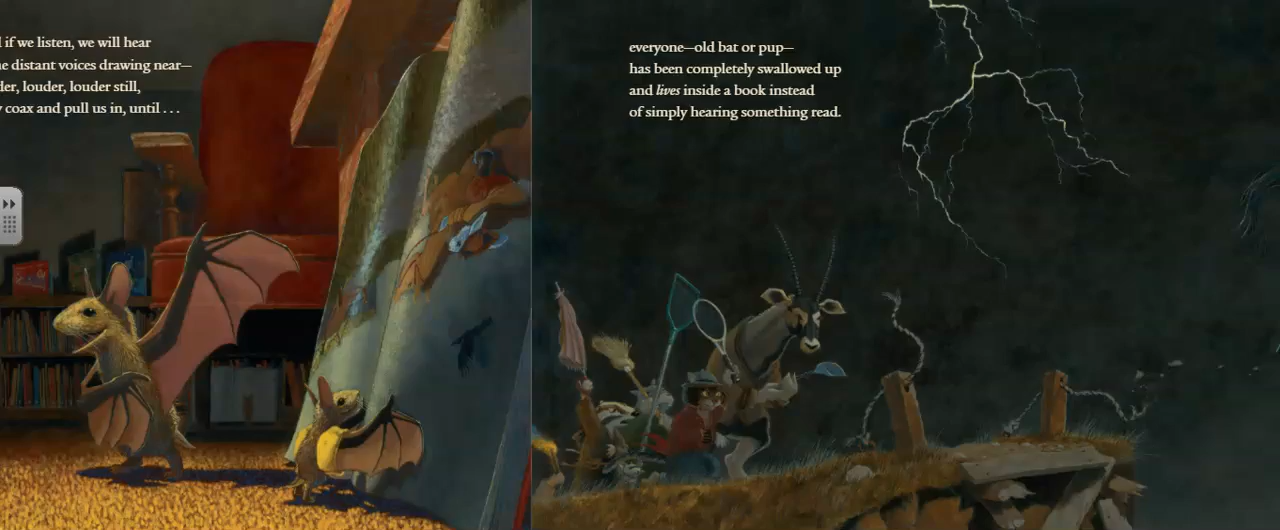 if we listen, we will hear
distant voices drawing near—
louder, louder still,
coax and pull us in, until . . .
everyone—old bat or pup—
has been completely swallowed up
and lives inside a book instead
of simply hearing something read.